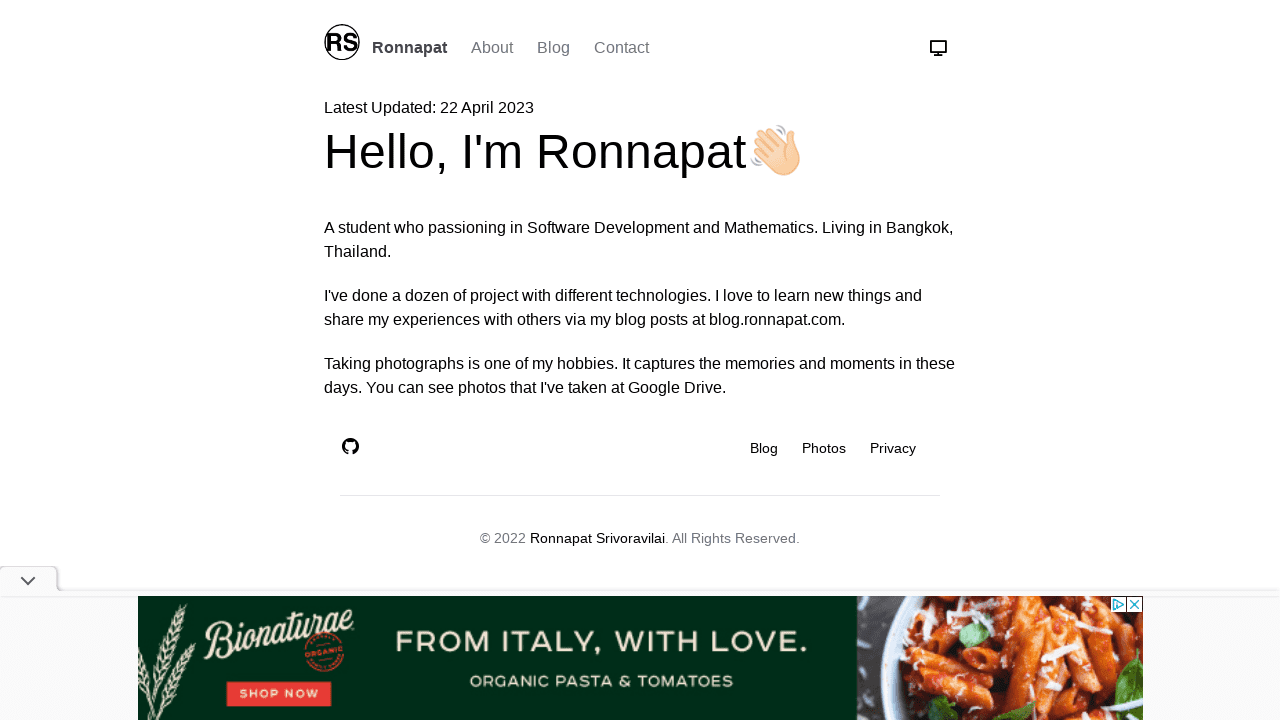 RS
Ronnapat About Blog Contact
Latest Updated: 22 April 2023
Hello, I'm Ronnapat👋🏻
A student who passioning in Software Development and Mathematics. Living in Bangkok,
Thailand.
I've done a dozen of project with different technologies. I love to learn new things and
share my experiences with others via my blog posts at blog.ronnapat.com.
Taking photographs is one of my hobbies. It captures the memories and moments in these
days. You can see photos that I've taken at Google Drive.
Blog Photos Privacy
© 2022 Ronnapat Srivoravilai. All Rights Reserved.
Bionaturae
ORGANIC
SHOP NOW
FROM ITALY, WITH LOVE.
ORGANIC PASTA & TOMATOES